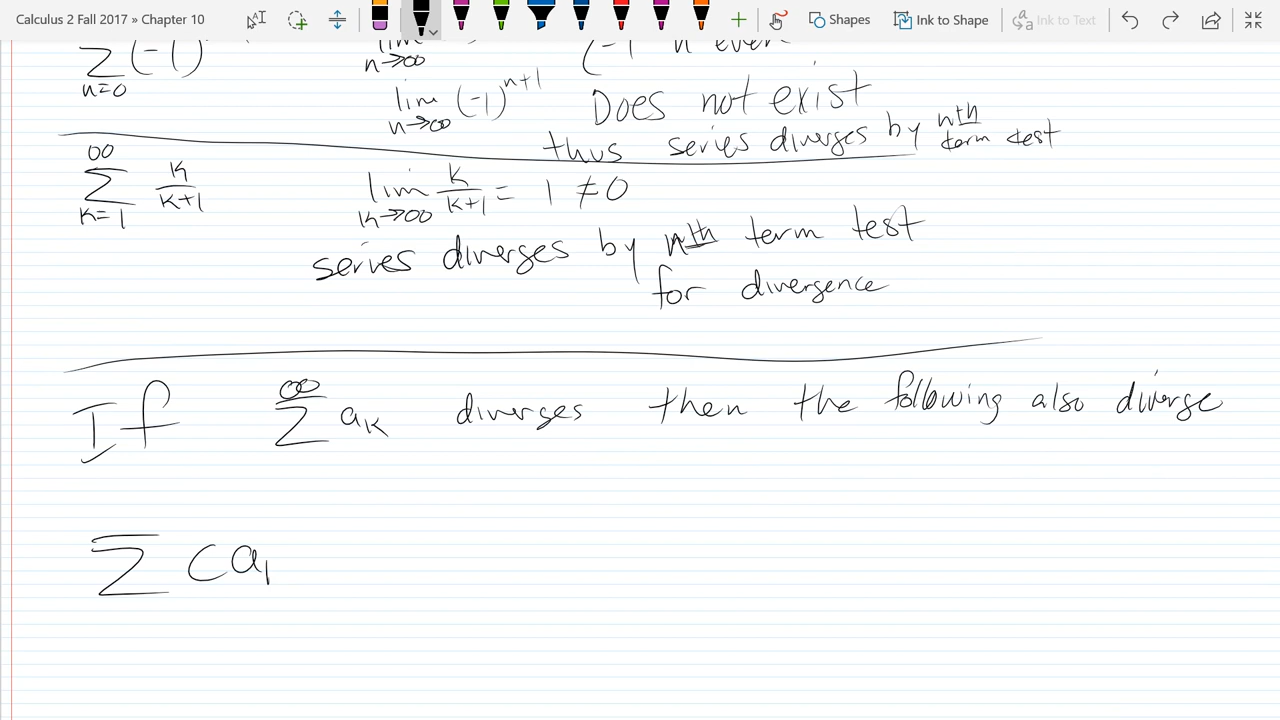 Calculus 2 Fall 2017 » Chapter 10 Shapes Ink to Shape Ink to Text
∑ n=0 (-1) lim n→∞ { -1 n even
lim n→∞ (-1)^{n+1} Does not exist
thus series diverges by nth term test
∞ ∑ k=1 k/(k+1) lim k→∞ k/(k+1) = 1 ≠ 0
series diverges by nth term test
for divergence
If ∞ ∑ a_k diverges then the following also diverge
∑ ca